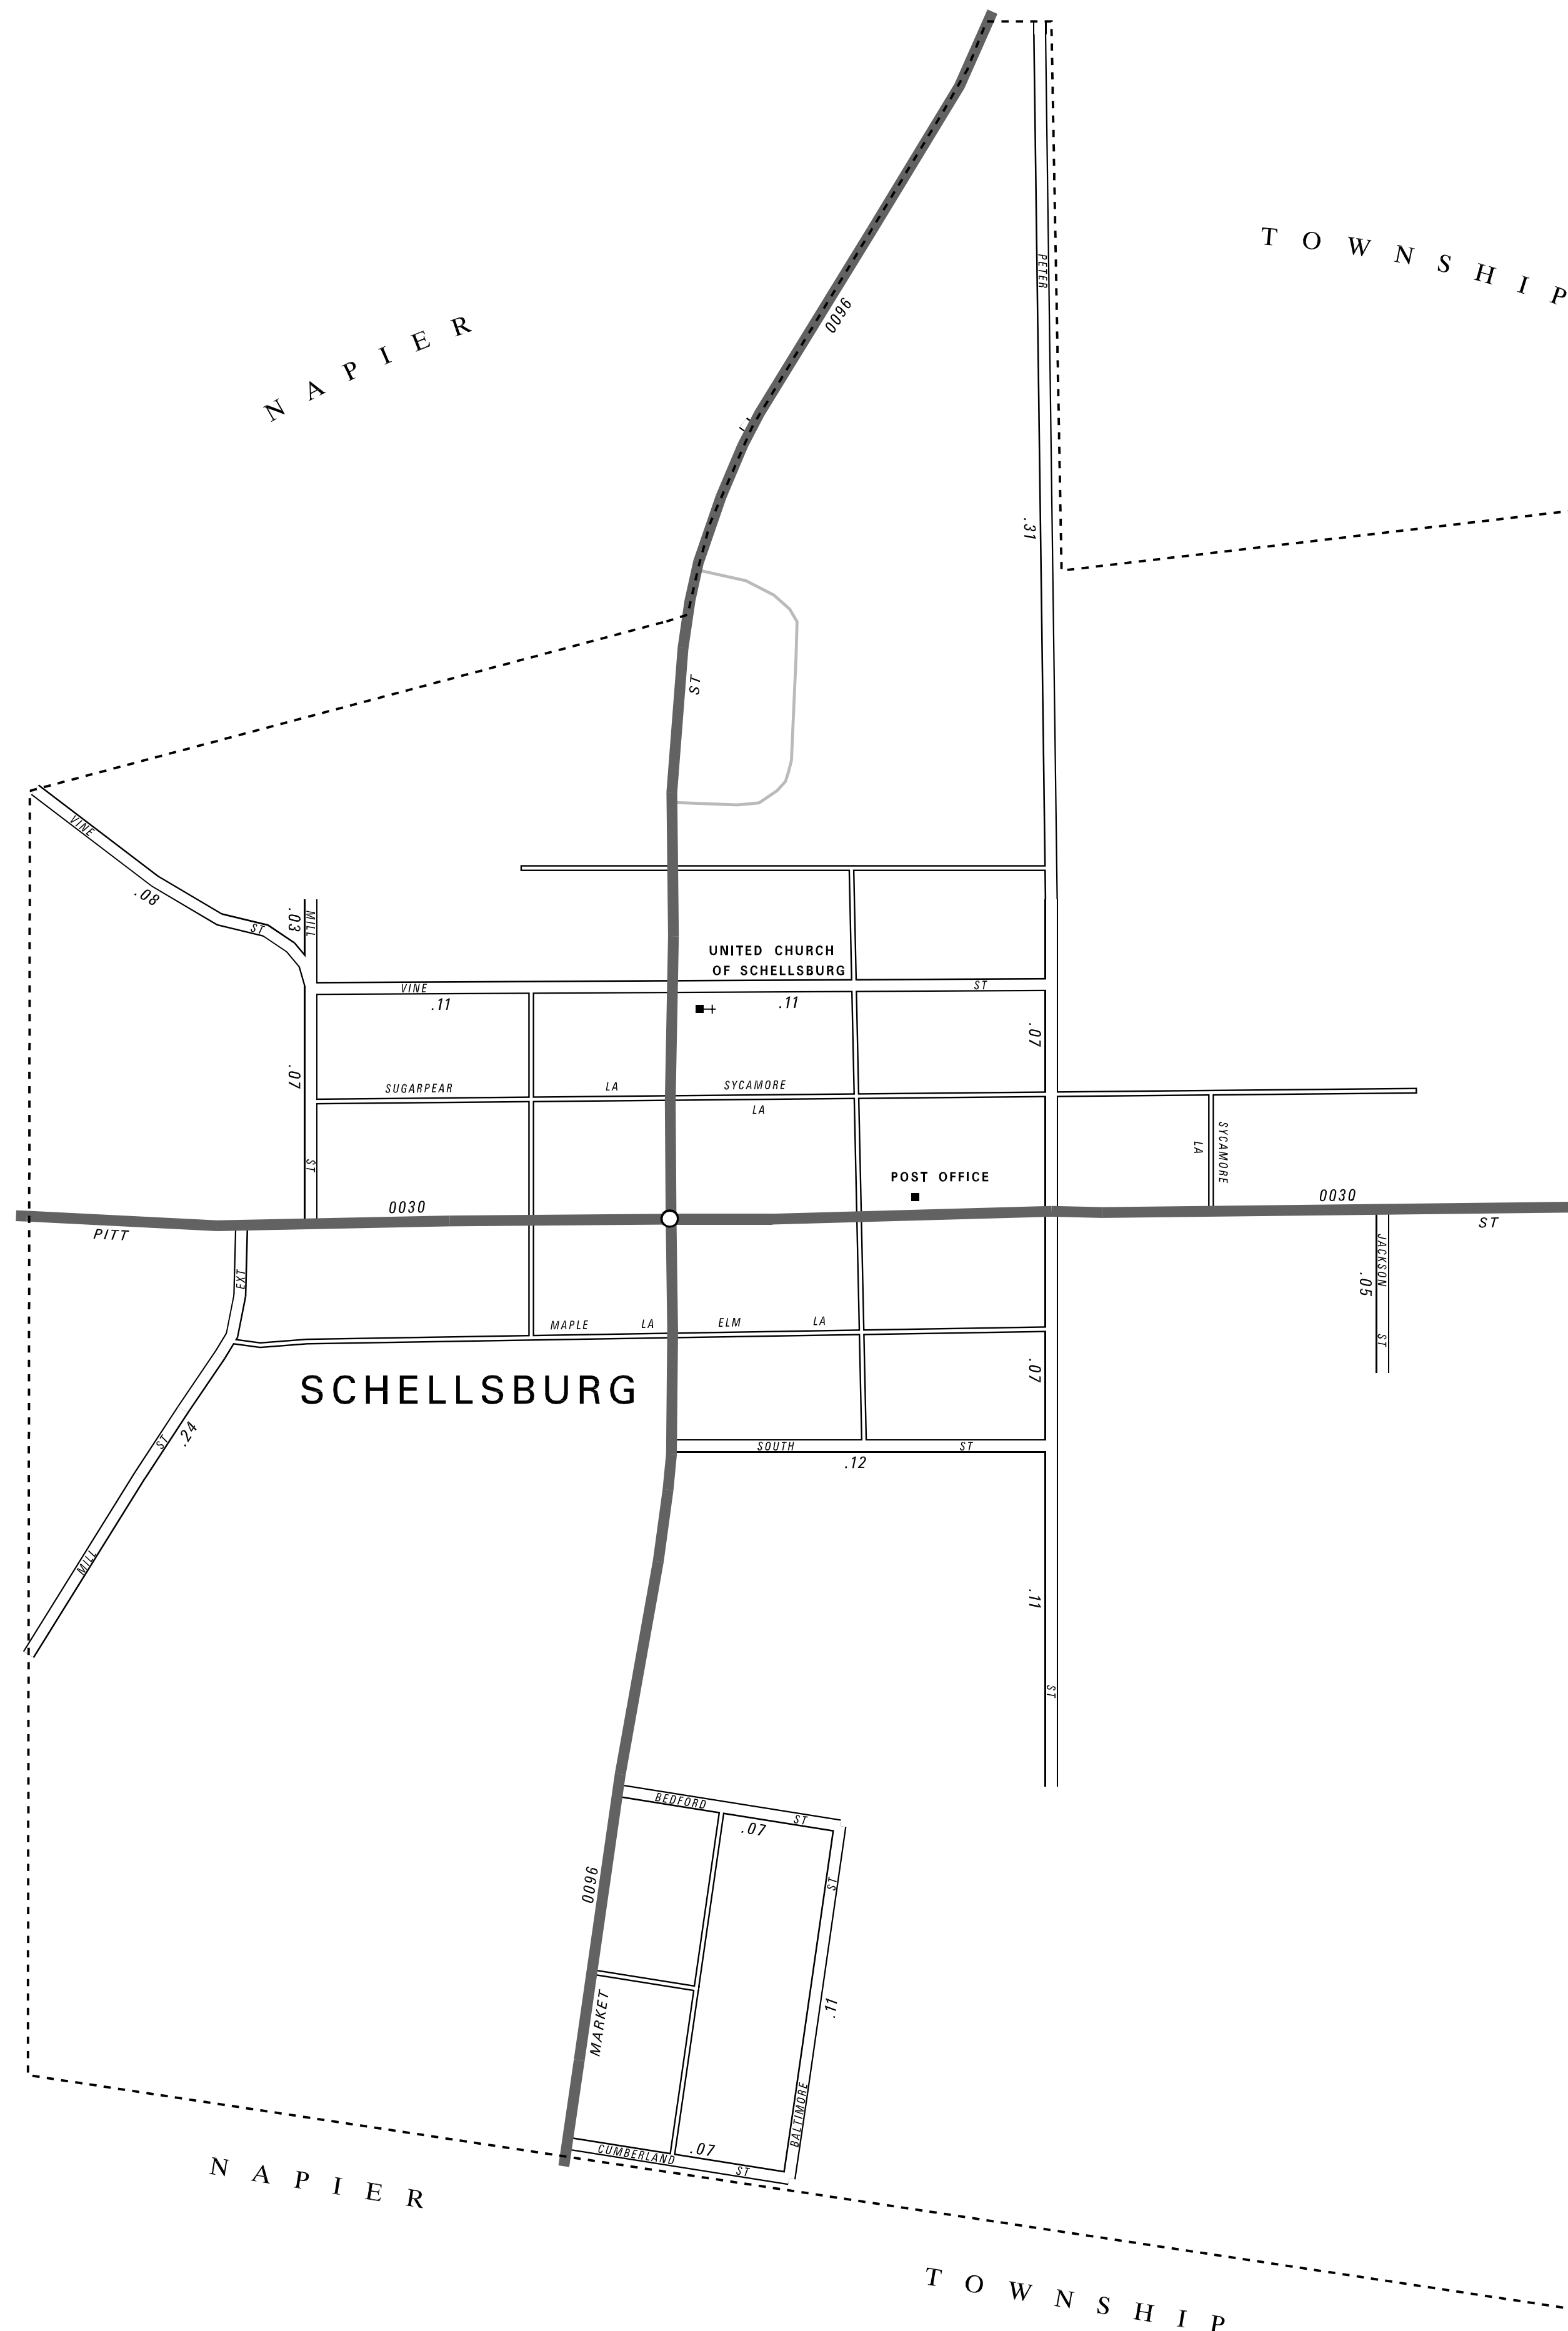 TOWNSHIP
PETER
0096
NAPIER
.31
ST
VINE
.08
ST
.03
MILL
UNITED CHURCH
OF SCHELLSBURG
VINE
.11
.11
ST
.07
.07
SUGARPEAR
LA
SYCAMORE
LA
ST
LA
SYCAMORE
POST OFFICE
0030
0030
PITT
ST
EXT
JACKSON
.05
ST
MAPLE
LA
ELM
LA
.07
SCHELLSBURG
ST
.24
SOUTH
ST
.12
MILL
.11
ST
BEDFORD
ST
.07
0096
ST
MARKET
.11
BALTIMORE
CUMBERLAND
.07
ST
NAPIER
TOWNSHIP